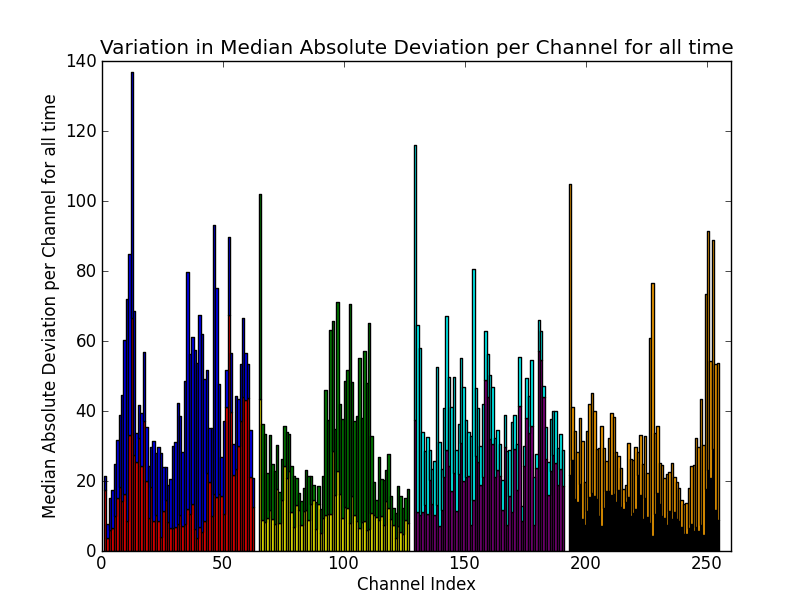 Variation in Median Absolute Deviation per Channel for all time
Median Absolute Deviation per Channel for all time
140
120
100
80
60
40
20
0
0 50 100 150 200 250
Channel Index